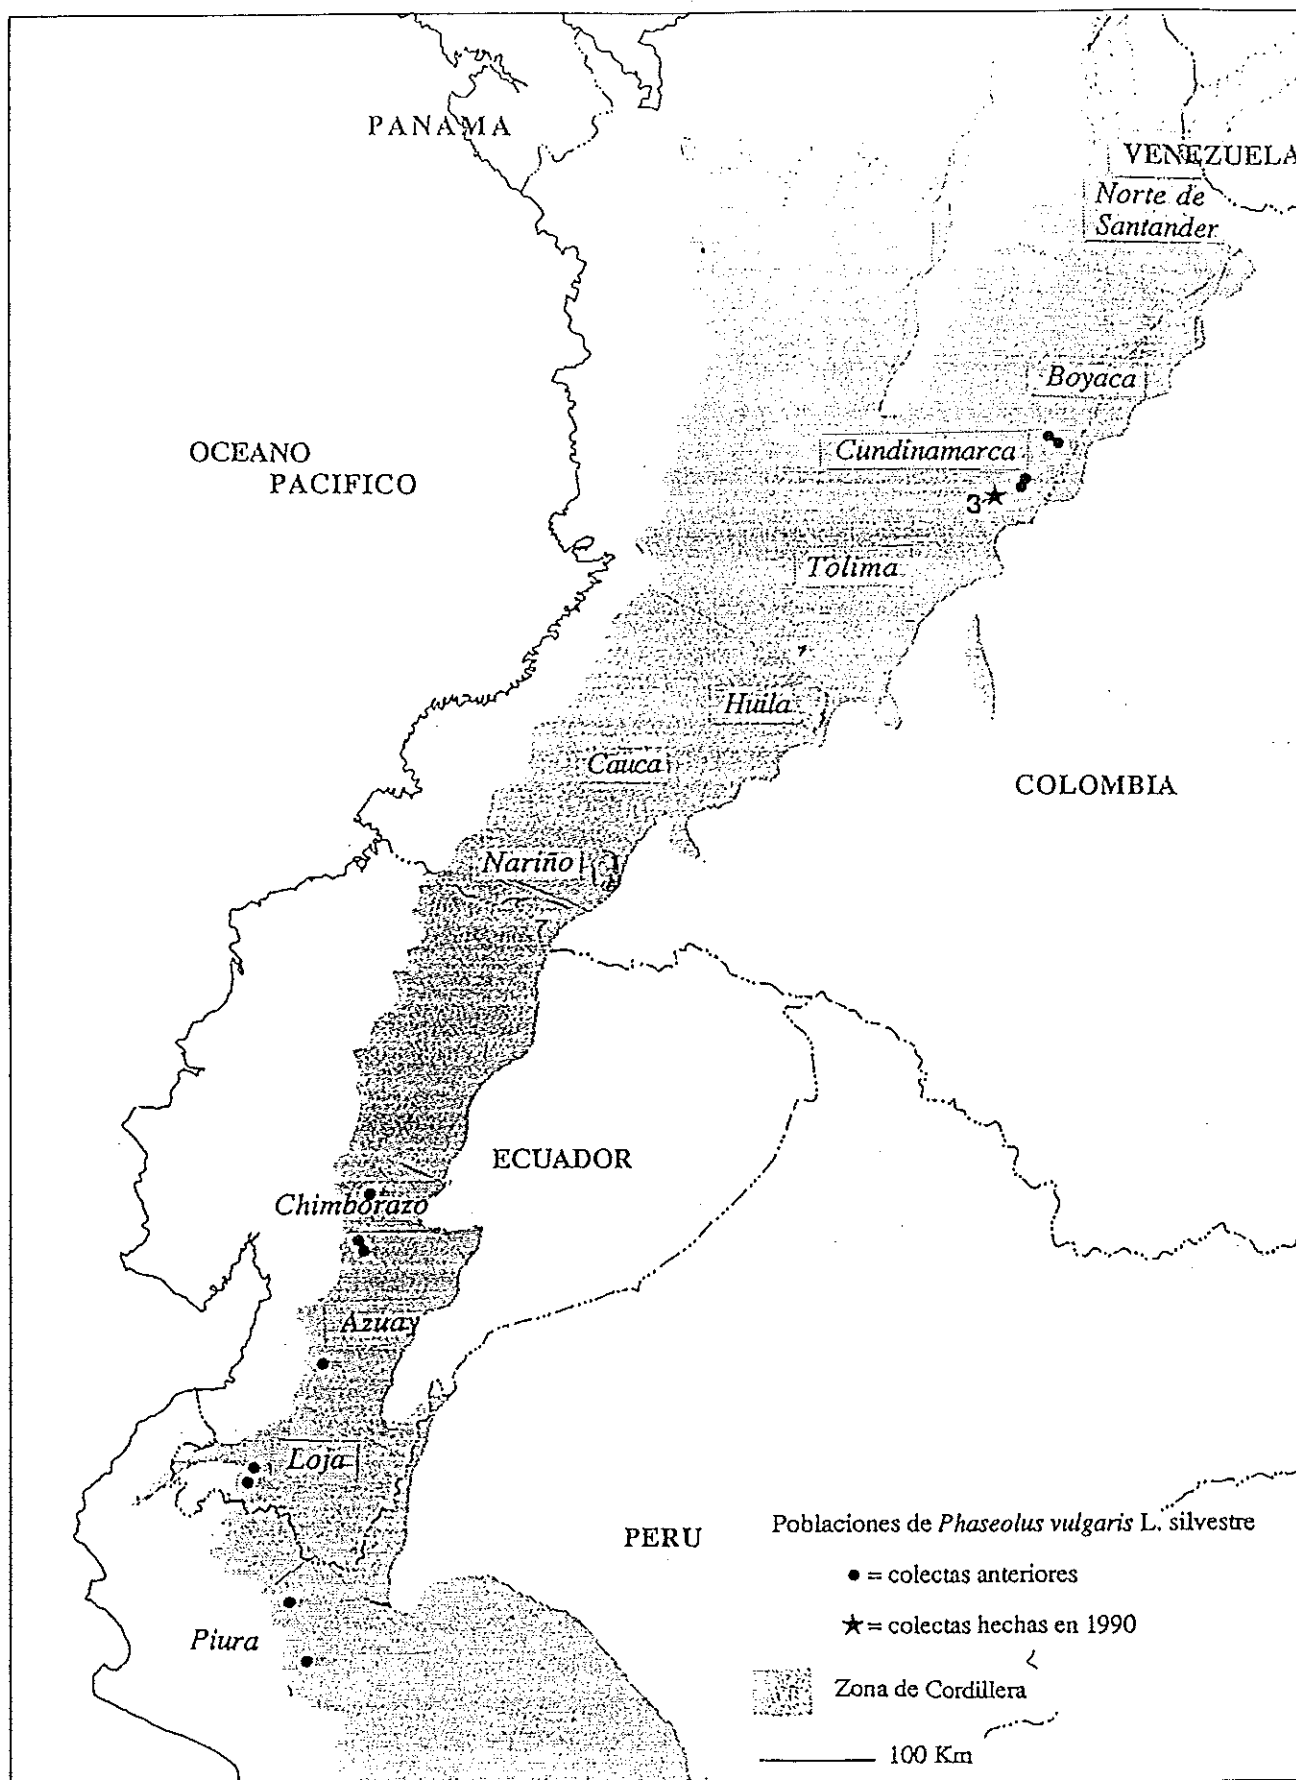 PANAMA
VENEZUELA
Norte de
Santander
Boyaca
OCEANO
PACIFICO
Cundinamarca
3
Tolima
Huila
Cauca
COLOMBIA
Nariño
ECUADOR
Chimborazo
Azuay
Loja
PERU
Poblaciones de Phaseolus vulgaris L. silvestre
= colectas anteriores
Piura
= colectas hechas en 1990
Zona de Cordillera
100 Km